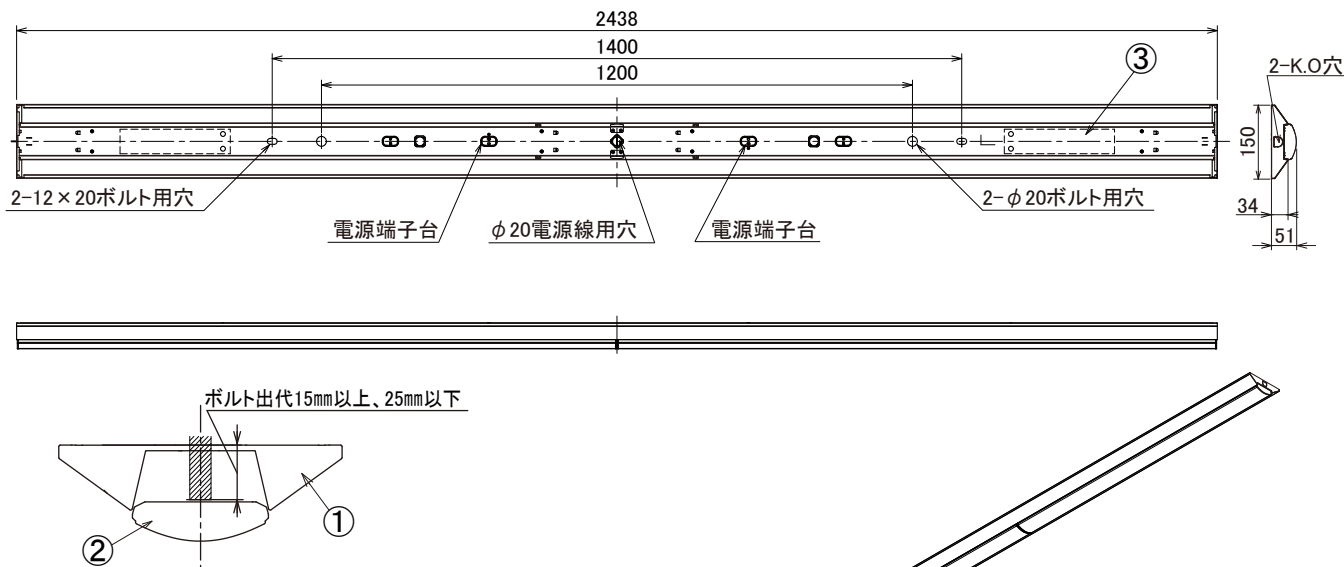 2438
1400
1200
③
2-K.O穴
150
34
51
2-12×20ボルト用穴
電源端子台
φ20電源線用穴
電源端子台
2-φ20ボルト用穴
ボルト出代15mm以上、25mm以下
①
②